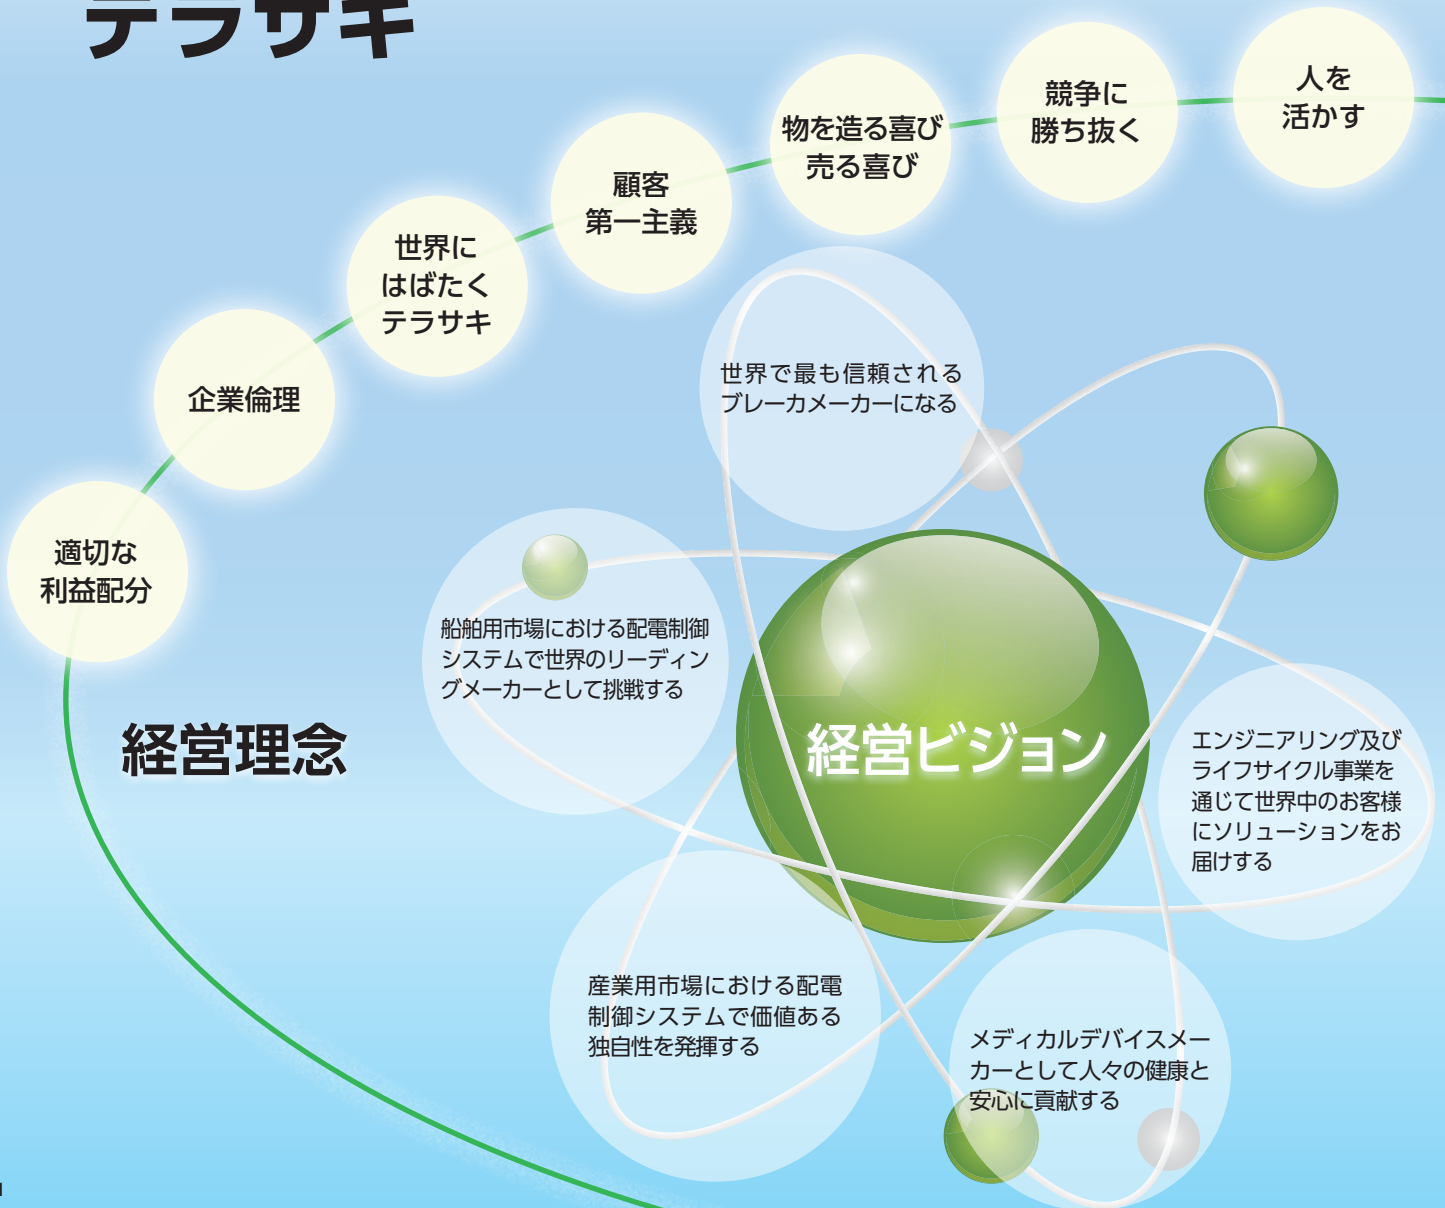 テラサキ
人を
活かす
競争に
勝ち抜く
物を造る喜び
売る喜び
顧客
第一主義
世界に
はばたく
テラサキ
企業倫理
適切な
利益配分
経営理念
世界で最も信頼される
ブレーカメーカーになる
船舶用市場における配電制御
システムで世界のリーディン
グメーカーとして挑戦する
経営ビジョン
エンジニアリング及び
ライフサイクル事業を
通じて世界中のお客様
にソリューションをお
届けする
産業用市場における配電
制御システムで価値ある
独自性を発揮する
メディカルデバイスメー
カーとして人々の健康と
安心に貢献する